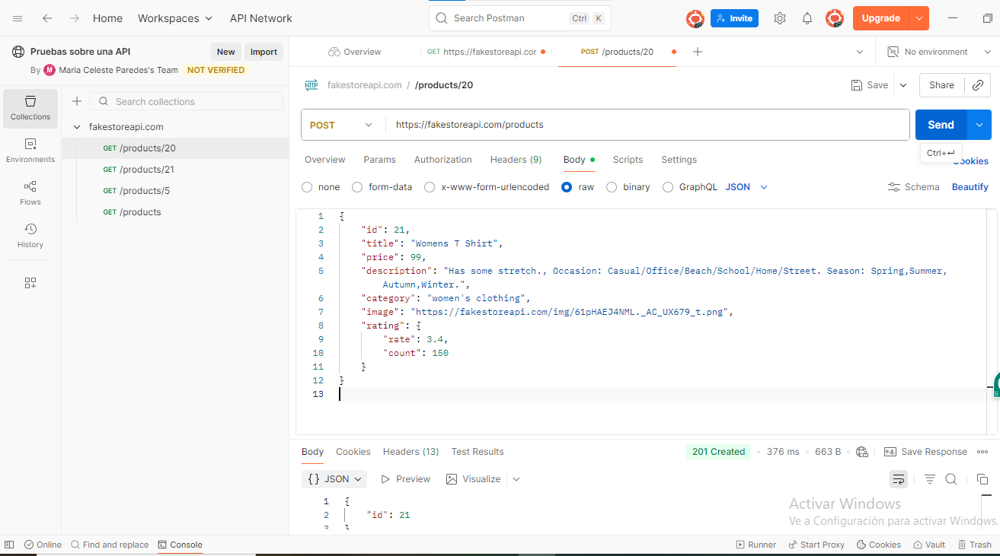 Home Workspaces API Network Search Postman Ctrl K Invite Upgrade
Pruebas sobre una API New Import
By M Maria Celeste Paredes's Team NOT VERIFIED
Overview GET https://fakestoreapi.cor POST /products/20 No environment
HTTP fakestoreapi.com / /products/20 Save Share
Search collections
Collections
Environments
Flows
History
fakestoreapi.com
GET /products/20
GET /products/21
GET /products/5
GET /products
POST https://fakestoreapi.com/products Send
Ctrl+↵
Overview Params Authorization Headers (9) Body Scripts Settings Cookies
none form-data x-www-form-urlencoded raw binary GraphQL JSON Schema Beautify
1 {
2 "id": 21,
3 "title": "Womens T Shirt",
4 "price": 99,
5 "description": "Has some stretch., Occasion: Casual/Office/Beach/School/Home/Street. Season: Spring,Summer,
Autumn,Winter.",
6 "category": "women's clothing",
7 "image": "https://fakestoreapi.com/img/61pHAEJ4NML._AC_UX679_t.png",
8 "rating": {
9 "rate": 3.4,
10 "count": 150
11 }
12 }
13
Body Cookies Headers (13) Test Results 201 Created 376 ms 663 B e.g. Save Response
{} JSON Preview Visualize
1 {
2 "id": 21
3 }
Activar Windows
Ve a Configuración para activar Windows.
Online Find and replace Console Runner Start Proxy Cookies Vault Trash